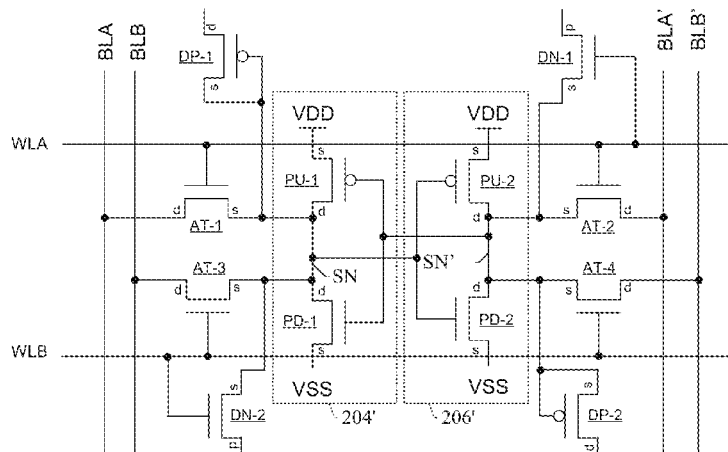 BLA
BLB
d
DP-1
s
DN-1
p
s
BLA'
BLB'
VDD
VDD
WLA
s
PU-1
d
s
PU-2
d
d
s
AT-1
s
d
AT-2
AT-3
SN
SN'
AT-4
d
s
d
PD-1
s
d
PD-2
s
s
d
WLB
VSS
VSS
s
DN-2
p
204'
206'
s
DP-2
d